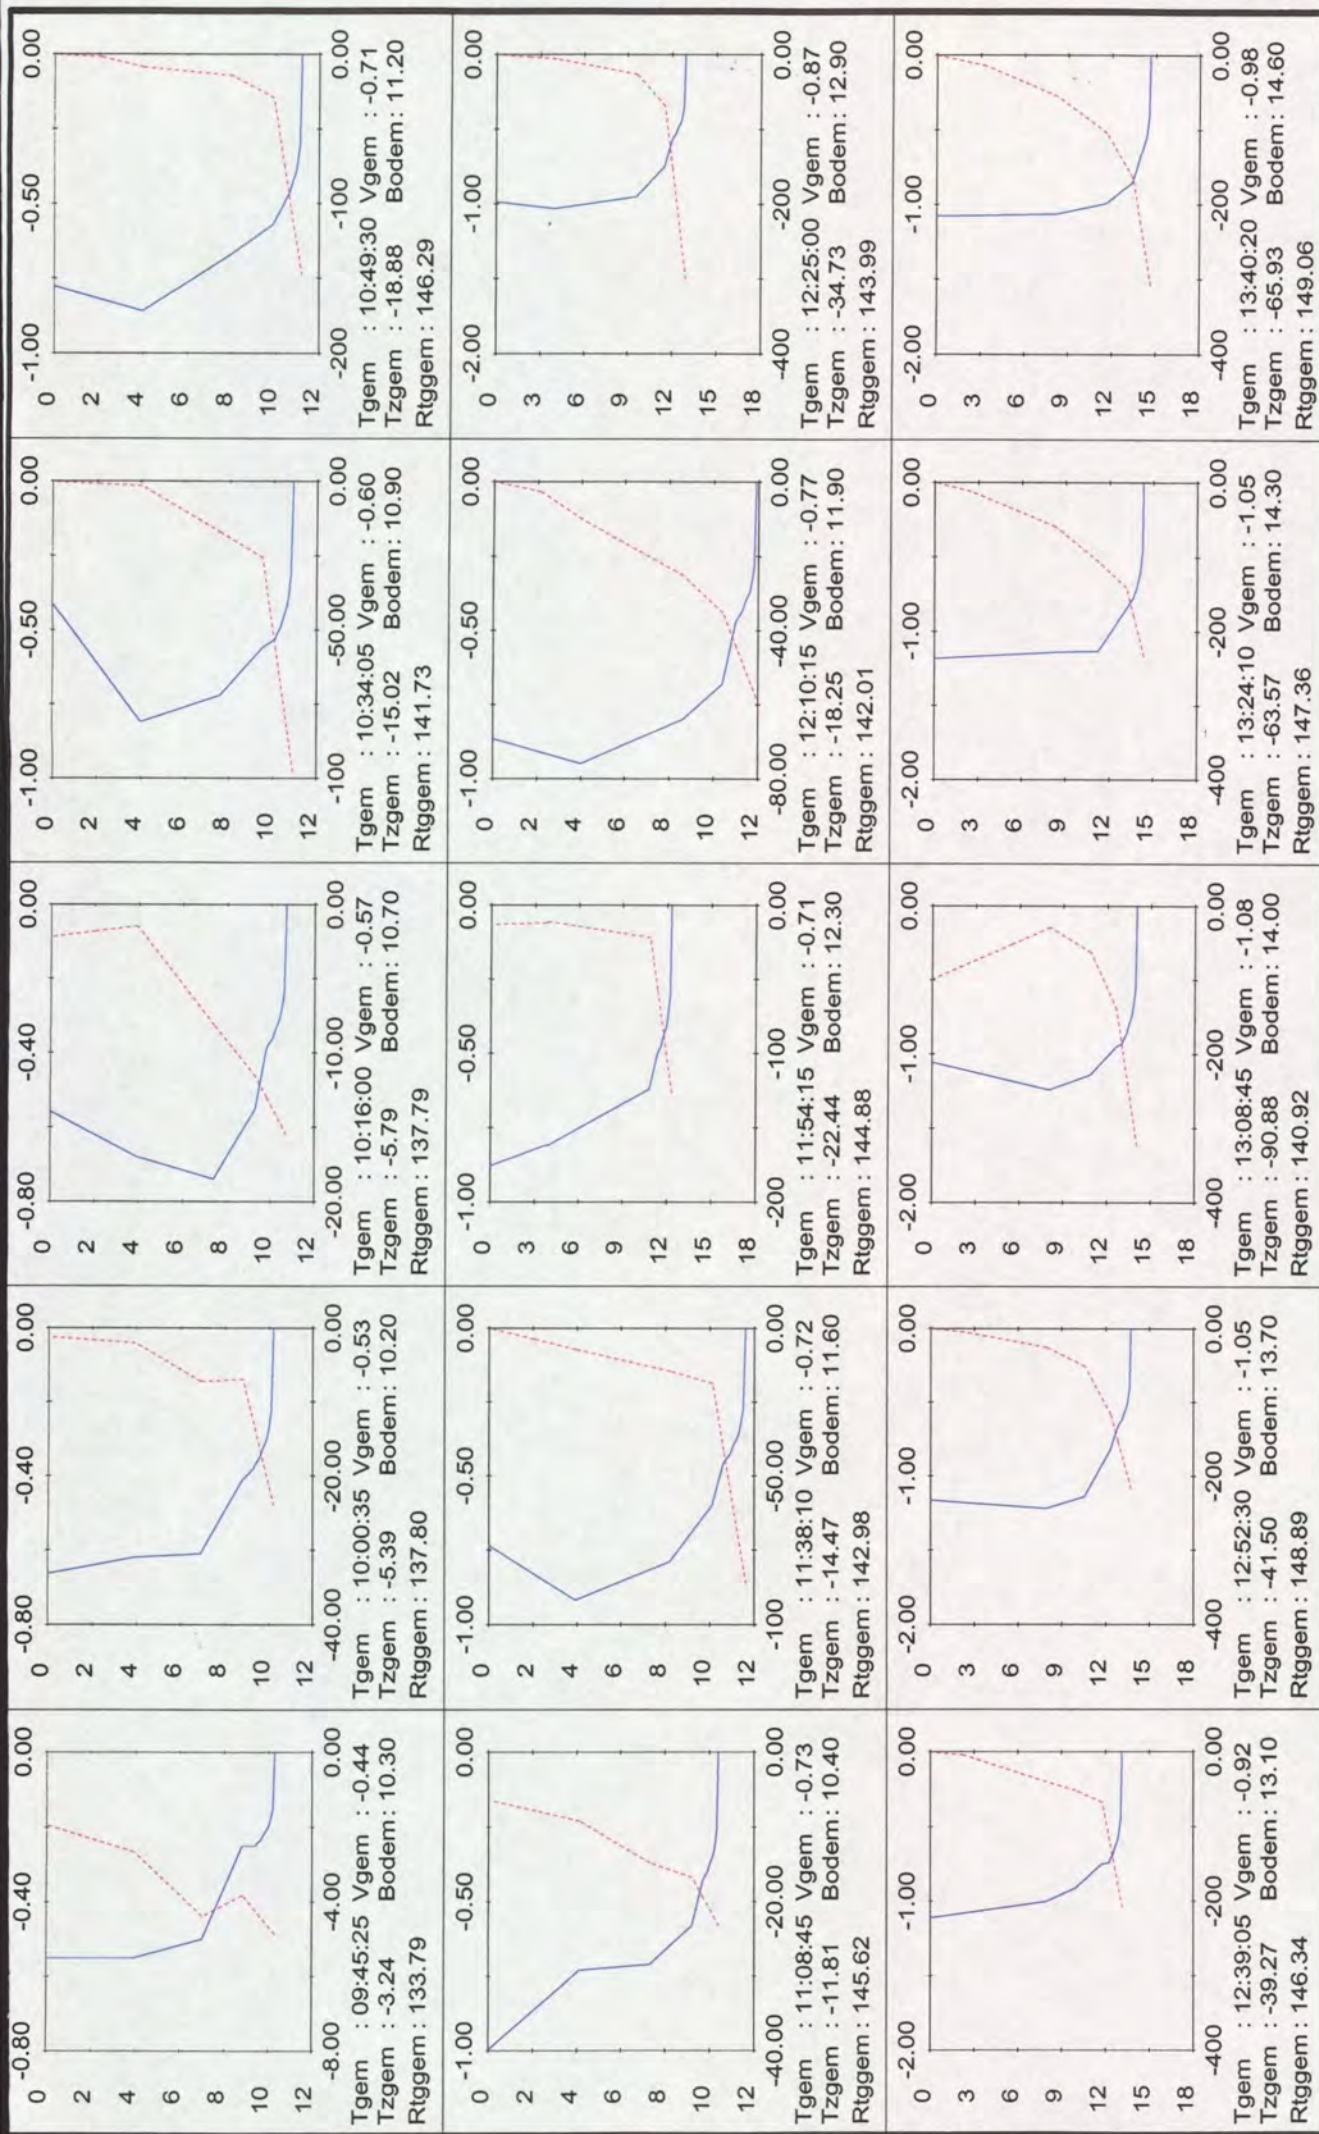 -0.80 -0.40 0.00
0
2
4
6
8
10
12
-8.00 -4.00 0.00
Tgem : 09:45:25 Vgem : -0.44
Tzgem : -3.24 Bodem: 10.30
Rtggem : 133.79
-0.80 -0.40 0.00
0
2
4
6
8
10
12
-40.00 -20.00 0.00
Tgem : 10:00:35 Vgem : -0.53
Tzgem : -5.39 Bodem: 10.20
Rtggem : 137.80
-0.80 -0.40 0.00
0
2
4
6
8
10
12
-20.00 -10.00 0.00
Tgem : 10:16:00 Vgem : -0.57
Tzgem : -5.79 Bodem: 10.70
Rtggem : 137.79
-1.00 -0.50 0.00
0
2
4
6
8
10
12
-100 -50.00 0.00
Tgem : 10:34:05 Vgem : -0.60
Tzgem : -15.02 Bodem: 10.90
Rtggem : 141.73
-1.00 -0.50 0.00
0
2
4
6
8
10
12
-200 -100 0.00
Tgem : 10:49:30 Vgem : -0.71
Tzgem : -18.88 Bodem: 11.20
Rtggem : 146.29
-1.00 -0.50 0.00
0
2
4
6
8
10
12
-40.00 -20.00 0.00
Tgem : 11:08:45 Vgem : -0.73
Tzgem : -11.81 Bodem: 10.40
Rtggem : 145.62
-1.00 -0.50 0.00
0
2
4
6
8
10
12
-100 -50.00 0.00
Tgem : 11:38:10 Vgem : -0.72
Tzgem : -14.47 Bodem: 11.60
Rtggem : 142.98
-1.00 -0.50 0.00
0
3
6
9
12
15
18
-200 -100 0.00
Tgem : 11:54:15 Vgem : -0.71
Tzgem : -22.44 Bodem: 12.30
Rtggem : 144.88
-1.00 -0.50 0.00
0
2
4
6
8
10
12
-80.00 -40.00 0.00
Tgem : 12:10:15 Vgem : -0.77
Tzgem : -18.25 Bodem: 11.90
Rtggem : 142.01
-2.00 -1.00 0.00
0
3
6
9
12
15
18
-400 -200 0.00
Tgem : 12:25:00 Vgem : -0.87
Tzgem : -34.73 Bodem: 12.90
Rtggem : 143.99
-2.00 -1.00 0.00
0
3
6
9
12
15
18
-400 -200 0.00
Tgem : 12:39:05 Vgem : -0.92
Tzgem : -39.27 Bodem: 13.10
Rtggem : 146.34
-2.00 -1.00 0.00
0
3
6
9
12
15
18
-400 -200 0.00
Tgem : 12:52:30 Vgem : -1.05
Tzgem : -41.50 Bodem: 13.70
Rtggem : 148.89
-2.00 -1.00 0.00
0
3
6
9
12
15
18
-400 -200 0.00
Tgem : 13:08:45 Vgem : -1.08
Tzgem : -90.88 Bodem: 14.00
Rtggem : 140.92
-2.00 -1.00 0.00
0
3
6
9
12
15
18
-400 -200 0.00
Tgem : 13:24:10 Vgem : -1.05
Tzgem : -63.57 Bodem: 14.30
Rtggem : 147.36
-2.00 -1.00 0.00
0
3
6
9
12
15
18
-400 -200 0.00
Tgem : 13:40:20 Vgem : -0.98
Tzgem : -65.93 Bodem: 14.60
Rtggem : 149.06